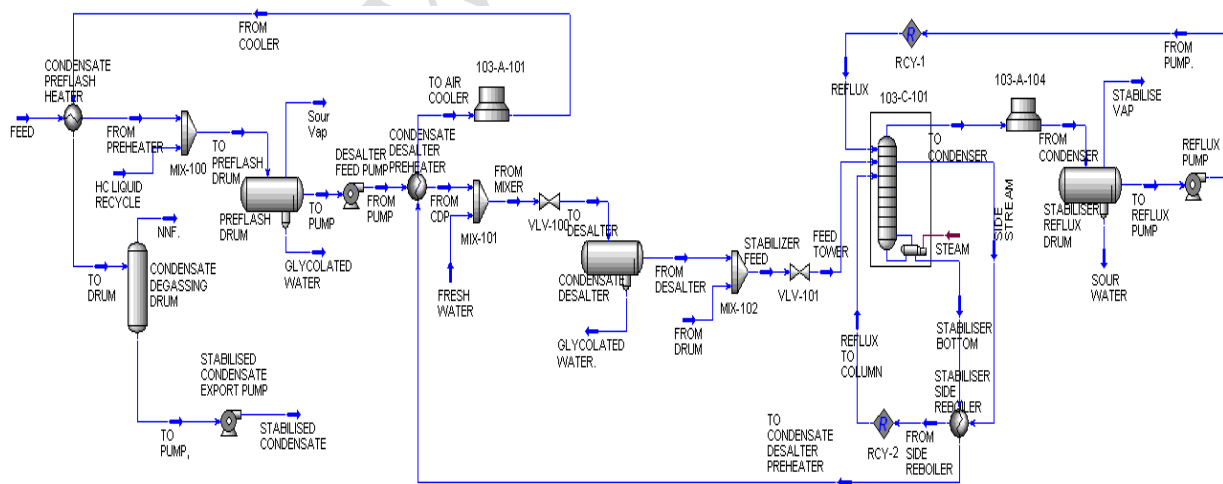 FROM
COOLER
CONDENSATE
PREFLASH
HEATER
FEED
FROM
PREHEATER
HC LIQUID
RECYCLE
MIX-100
TO
PREFLASH
DRUM
Sour
Vap
PREFLASH
DRUM
GLYCOLATED
WATER
TO
PUMP
DESALTER
FEED PUMP
FROM
PUMP
CONDENSATE
DESALTER
PREHEATER
TO AIR
COOLER
103-A-101
FROM
CDP
FRESH
WATER
MIX-101
FROM
MIXER
VLV-100
TO
DESALTER
CONDENSATE
DESALTER
GLYCOLATED
WATER.
FROM
DESALTER
FROM
DRUM
MIX-102
STABILIZER
FEED
VLV-101
FEED
TOWER
REFLUX
RCY-1
FROM
PUMP.
103-C-101
TO
CONDENSER
103-A-104
FROM
CONDENSER
STABILISE
VAP
STABILISER
REFLUX
DRUM
SOUR
WATER
TO
REFLUX
PUMP
REFLUX
PUMP
SIDE
STREAM
STEAM
STABILISER
BOTTOM
REFLUX
TO
COLUMN
STABILISER
SIDE
REBOILER
FROM
SIDE
REBOILER
RCY-2
TO
CONDENSATE
DESALTER
PREHEATER
TO
DRUM
NNF.
CONDENSATE
DEGASSING
DRUM
TO
PUMP,
STABILISED
CONDENSATE
EXPORT PUMP
STABILISED
CONDENSATE
R
R